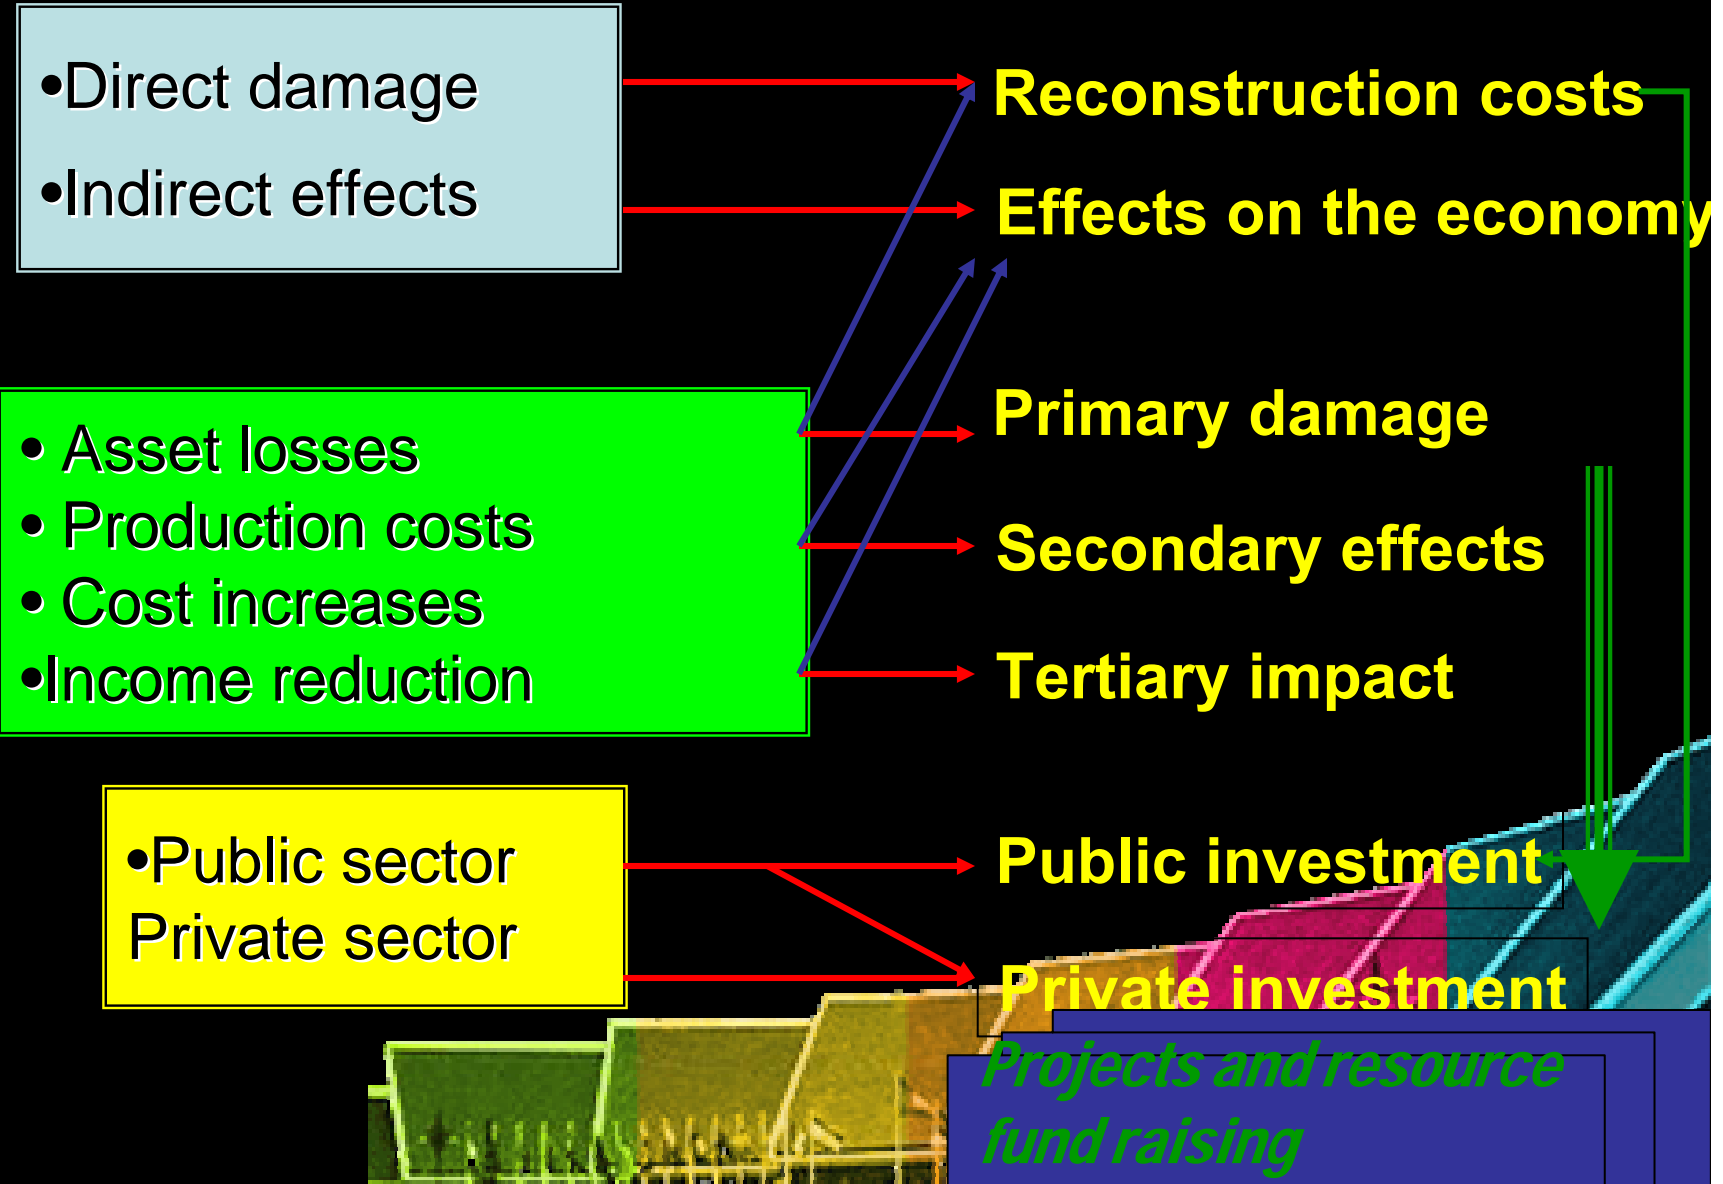 •Direct damage
•Indirect effects
Reconstruction costs
Effects on the economy
• Asset losses
• Production costs
• Cost increases
•Income reduction
Primary damage
Secondary effects
Tertiary impact
•Public sector
Private sector
Public investment
Private investment
Projects and resource
fund raising